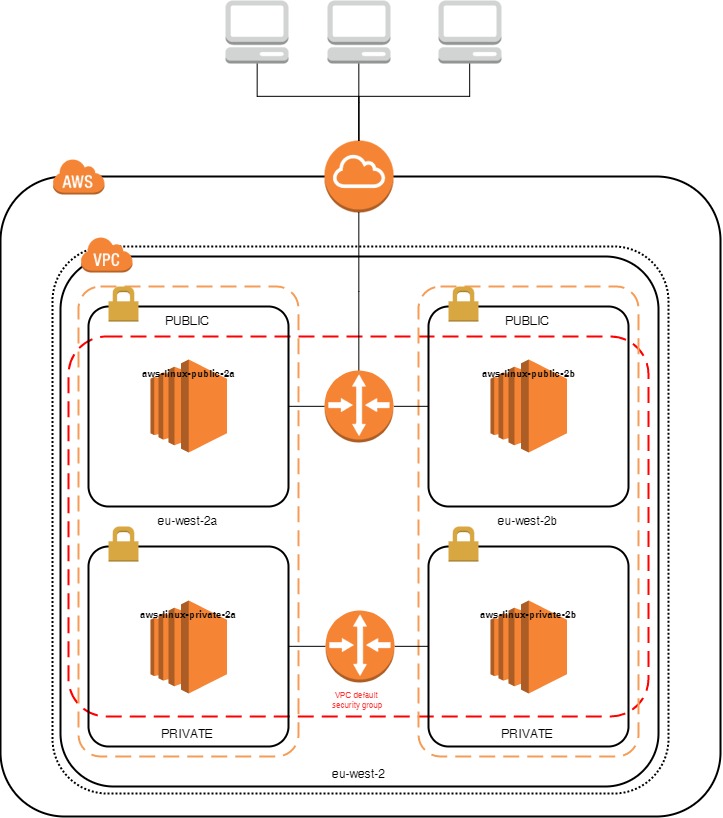 AWS
VPC
PUBLIC
PUBLIC
aws-linux-public-2a
aws-linux-public-2b
eu-west-2a
eu-west-2b
aws-linux-private-2a
aws-linux-private-2b
VPC default
security group
PRIVATE
PRIVATE
eu-west-2